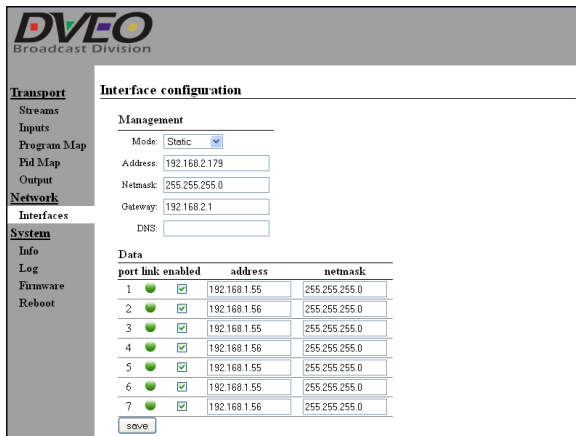 DVEO
Broadcast Division
Transport
Streams
Inputs
Program Map
Pid Map
Output
Network
Interfaces
System
Info
Log
Firmware
Reboot
Interface configuration
Management
Mode: Static
Address: 192.168.2.179
Netmask: 255.255.255.0
Gateway: 192.168.2.1
DNS:
Data
port link enabled address netmask
1 192.168.1.55 255.255.255.0
2 192.168.1.56 255.255.255.0
3 192.168.1.55 255.255.255.0
4 192.168.1.56 255.255.255.0
5 192.168.1.55 255.255.255.0
6 192.168.1.55 255.255.255.0
7 192.168.1.56 255.255.255.0
save